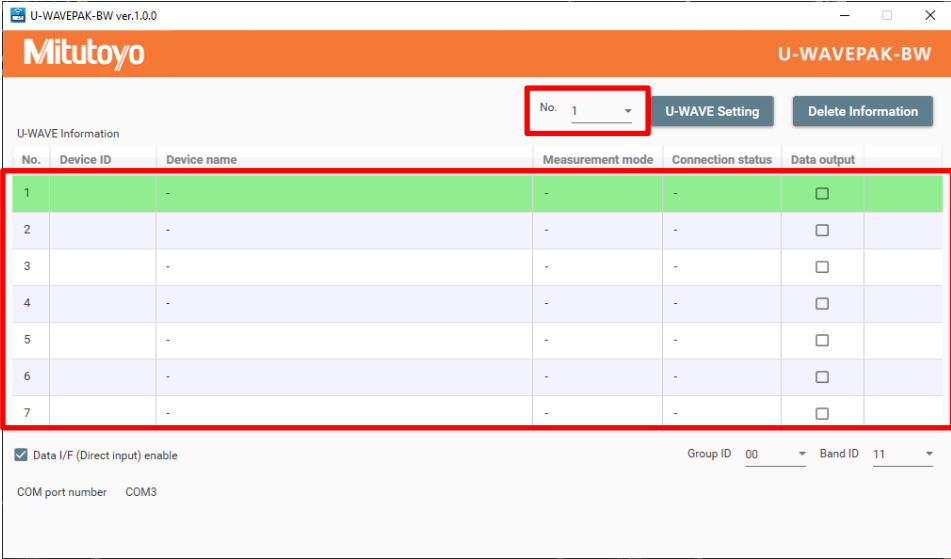 U-WAVEPAK-BW ver.1.0.0
Mitutoyo U-WAVEPAK-BW
No. 1 U-WAVE Setting Delete Information
U-WAVE Information
No. Device ID Device name Measurement mode Connection status Data output
1 - - -
2 - - -
3 - - -
4 - - -
5 - - -
6 - - -
7 - - -
Data I/F (Direct input) enable Group ID 00 Band ID 11
COM port number COM3